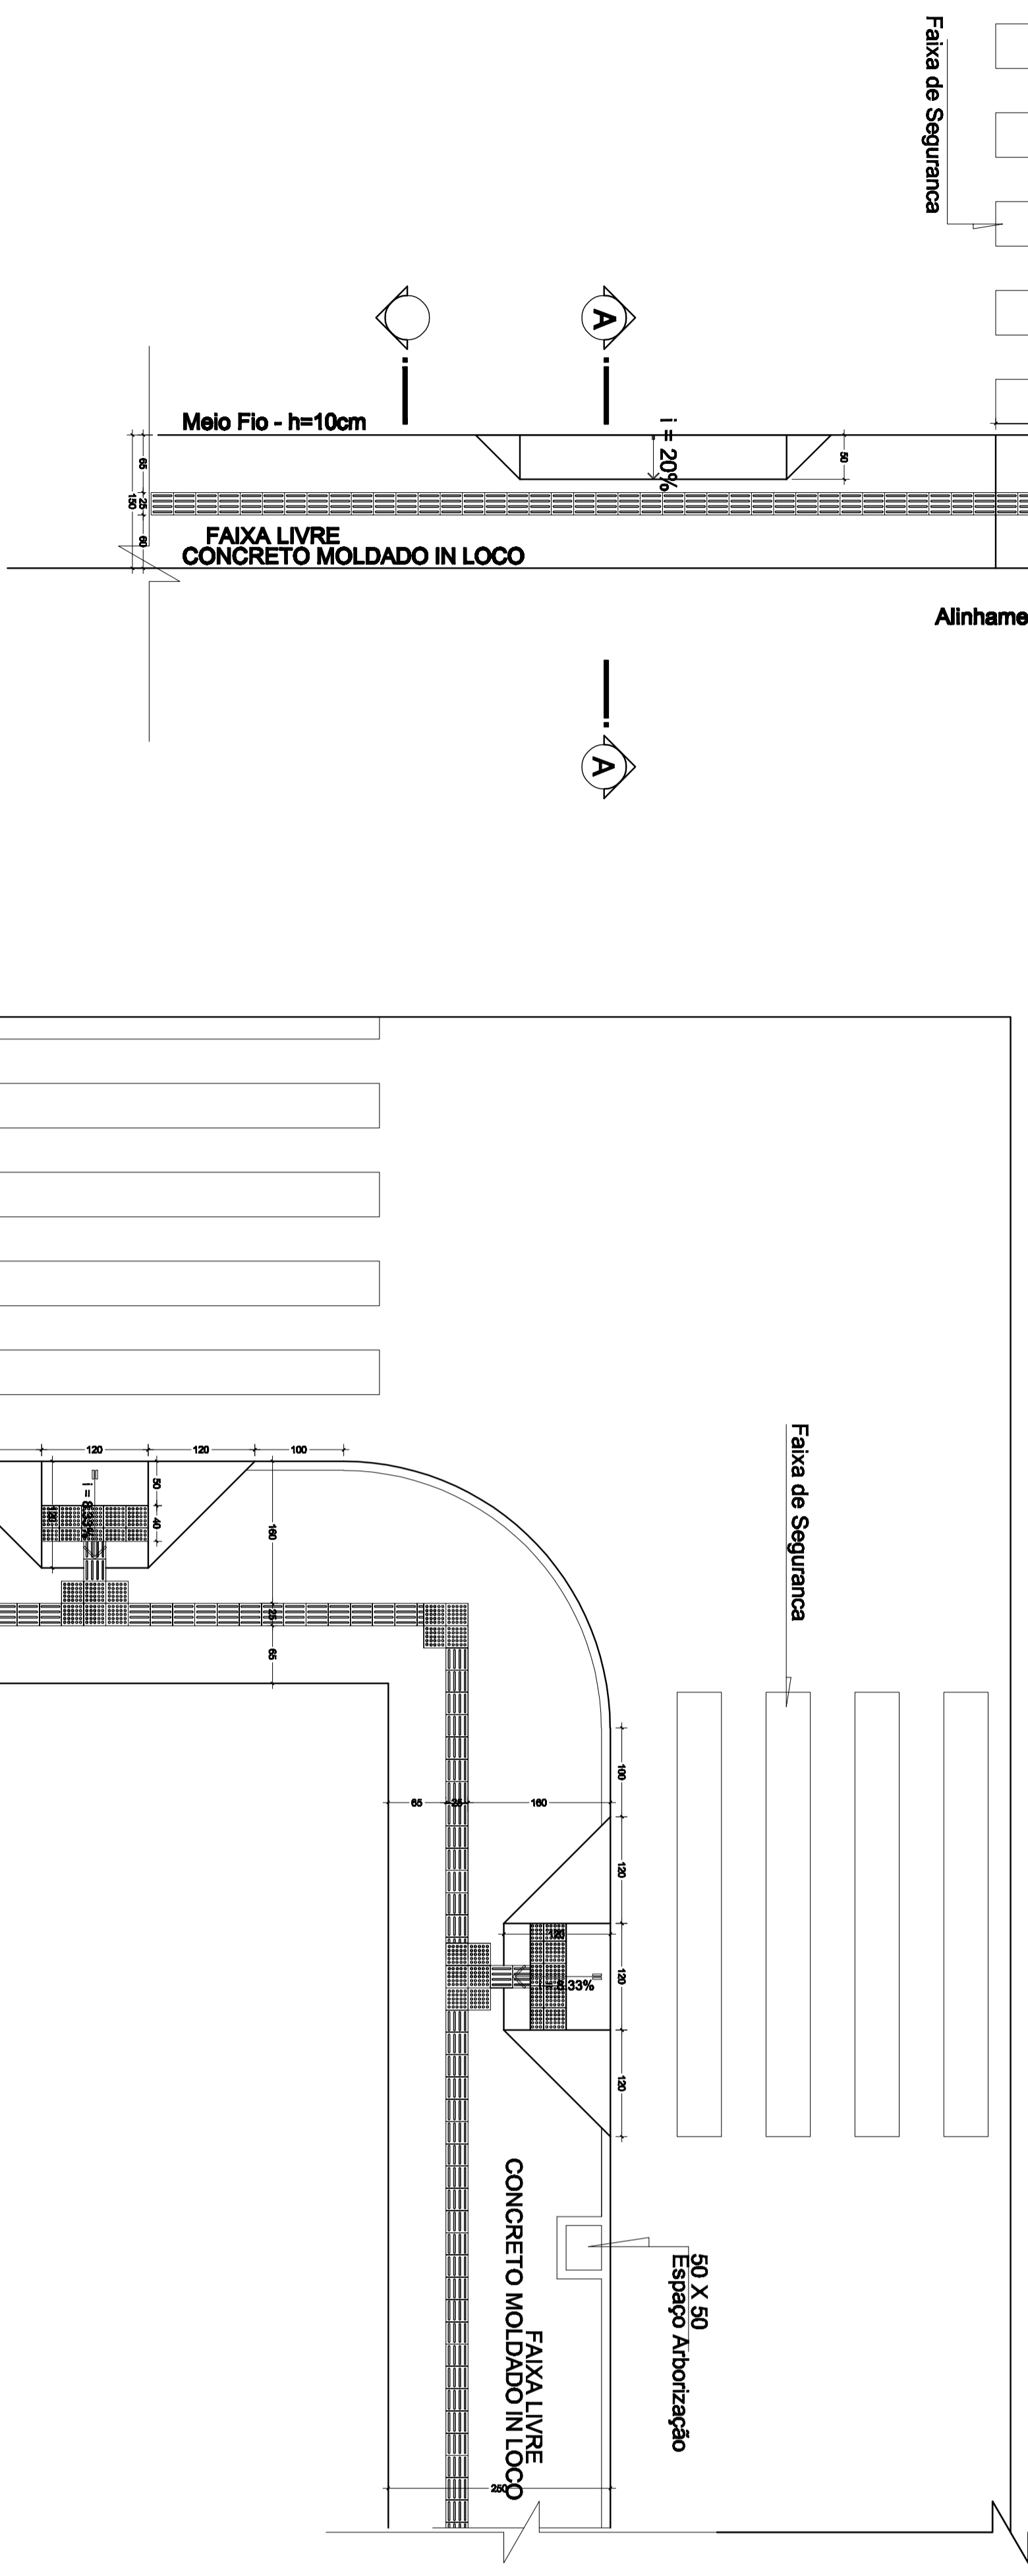 Faixa de Seguranca
A
Meio Fio - h=10cm
i = 20%
50
65
25
150
60
FAIXA LIVRE
CONCRETO MOLDADO IN LOCO
Alinhame
A
120
120
100
50
40
120
i = 8.33%
160
25
65
Faixa de Seguranca
100
65
25
160
120
120
120
8.33%
120
50 X 50
Espaço Arborização
FAIXA LIVRE
CONCRETO MOLDADO IN LOCO
250